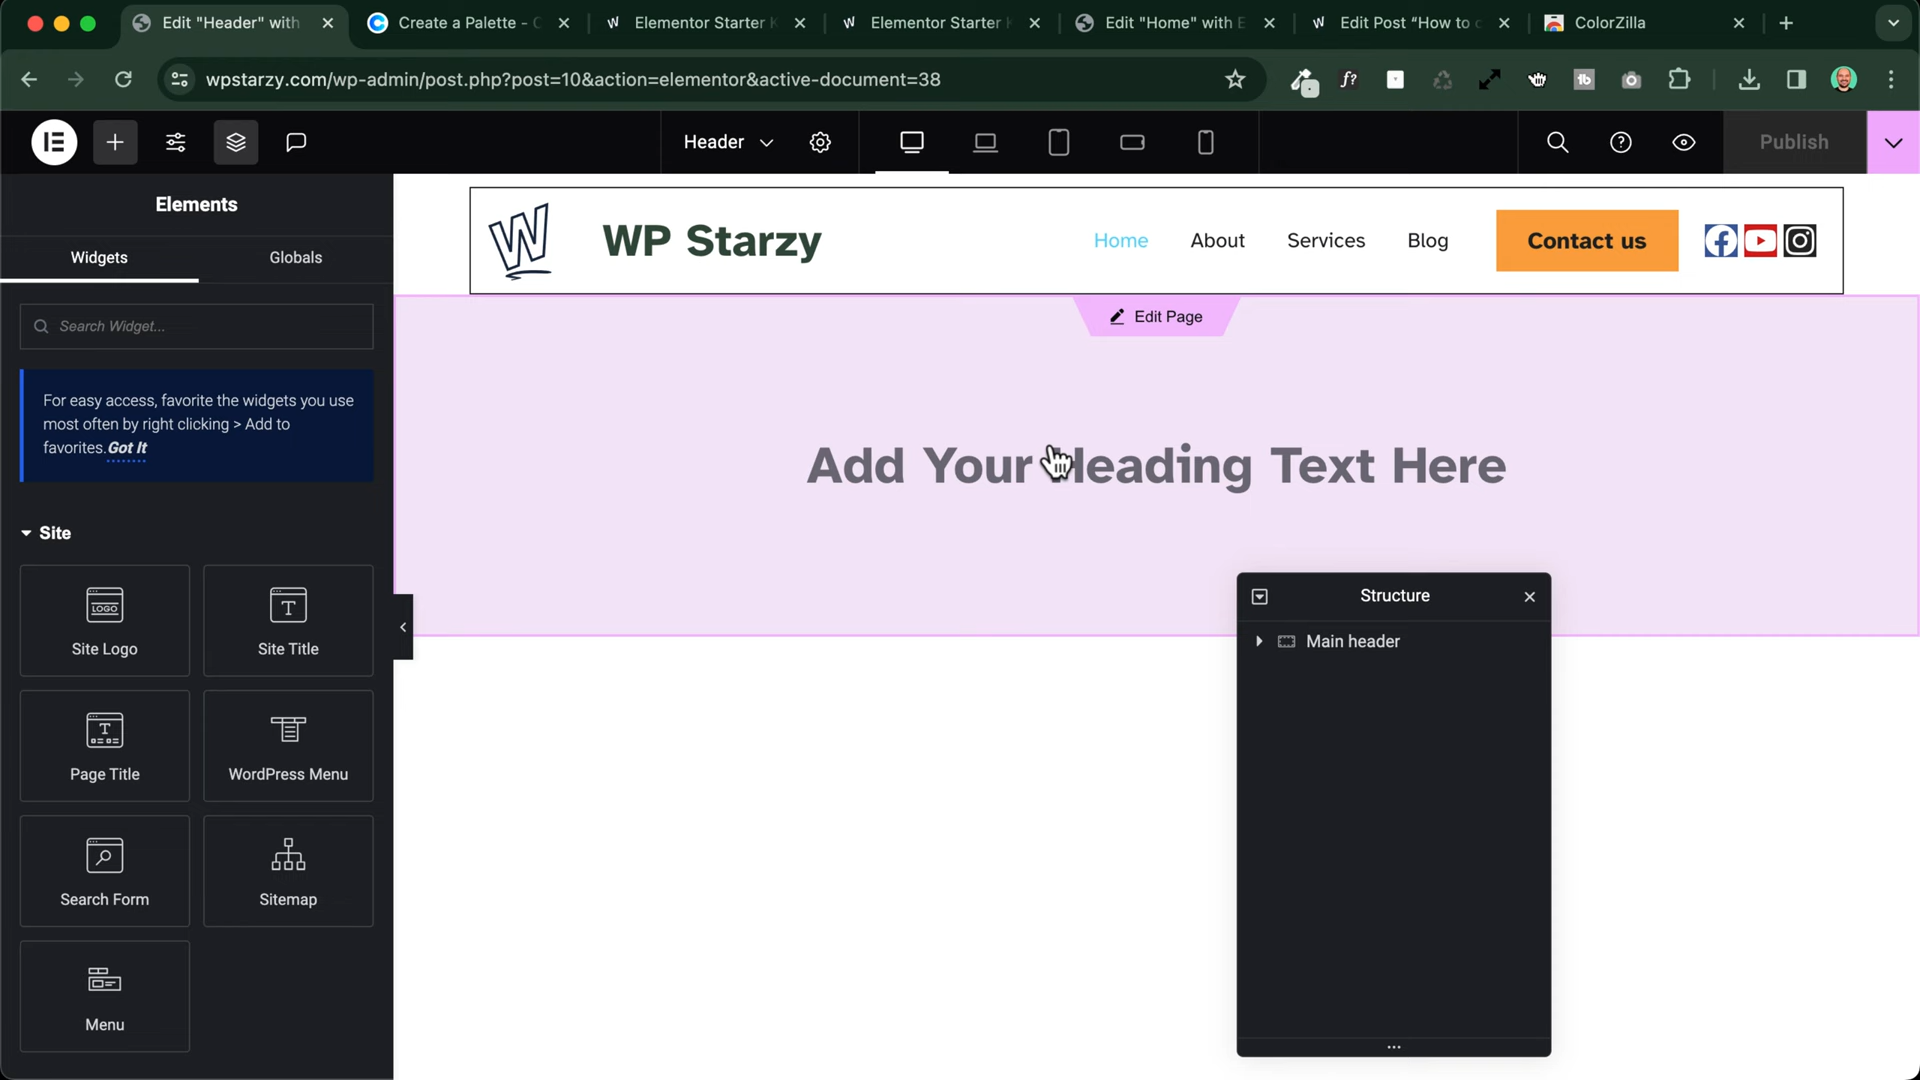 Edit "Header" with
Create a Palette - C
Elementor Starter K
Elementor Starter K
Edit "Home" with E
Edit Post “How to c
ColorZilla
wpstarzy.com/wp-admin/post.php?post=10&action=elementor&active-document=38
f?
tb
Header
Publish
Elements
Widgets
Globals
Search Widget...
For easy access, favorite the widgets you use
most often by right clicking > Add to
favorites. Got It
Site
LOGO
Site Logo
T
Site Title
T
Page Title
WordPress Menu
Search Form
Sitemap
Menu
W
WP Starzy
Home
About
Services
Blog
Contact us
Edit Page
Add Your Heading Text Here
Structure
Main header